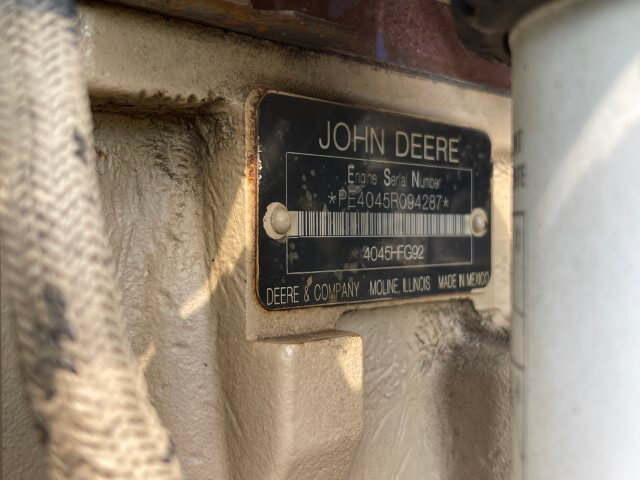 JOHN DEERE
Engine Serial Number
*PE4045R094287*
4045HFG92
DEERE & COMPANY MOLINE, ILLINOIS MADE IN MEXICO